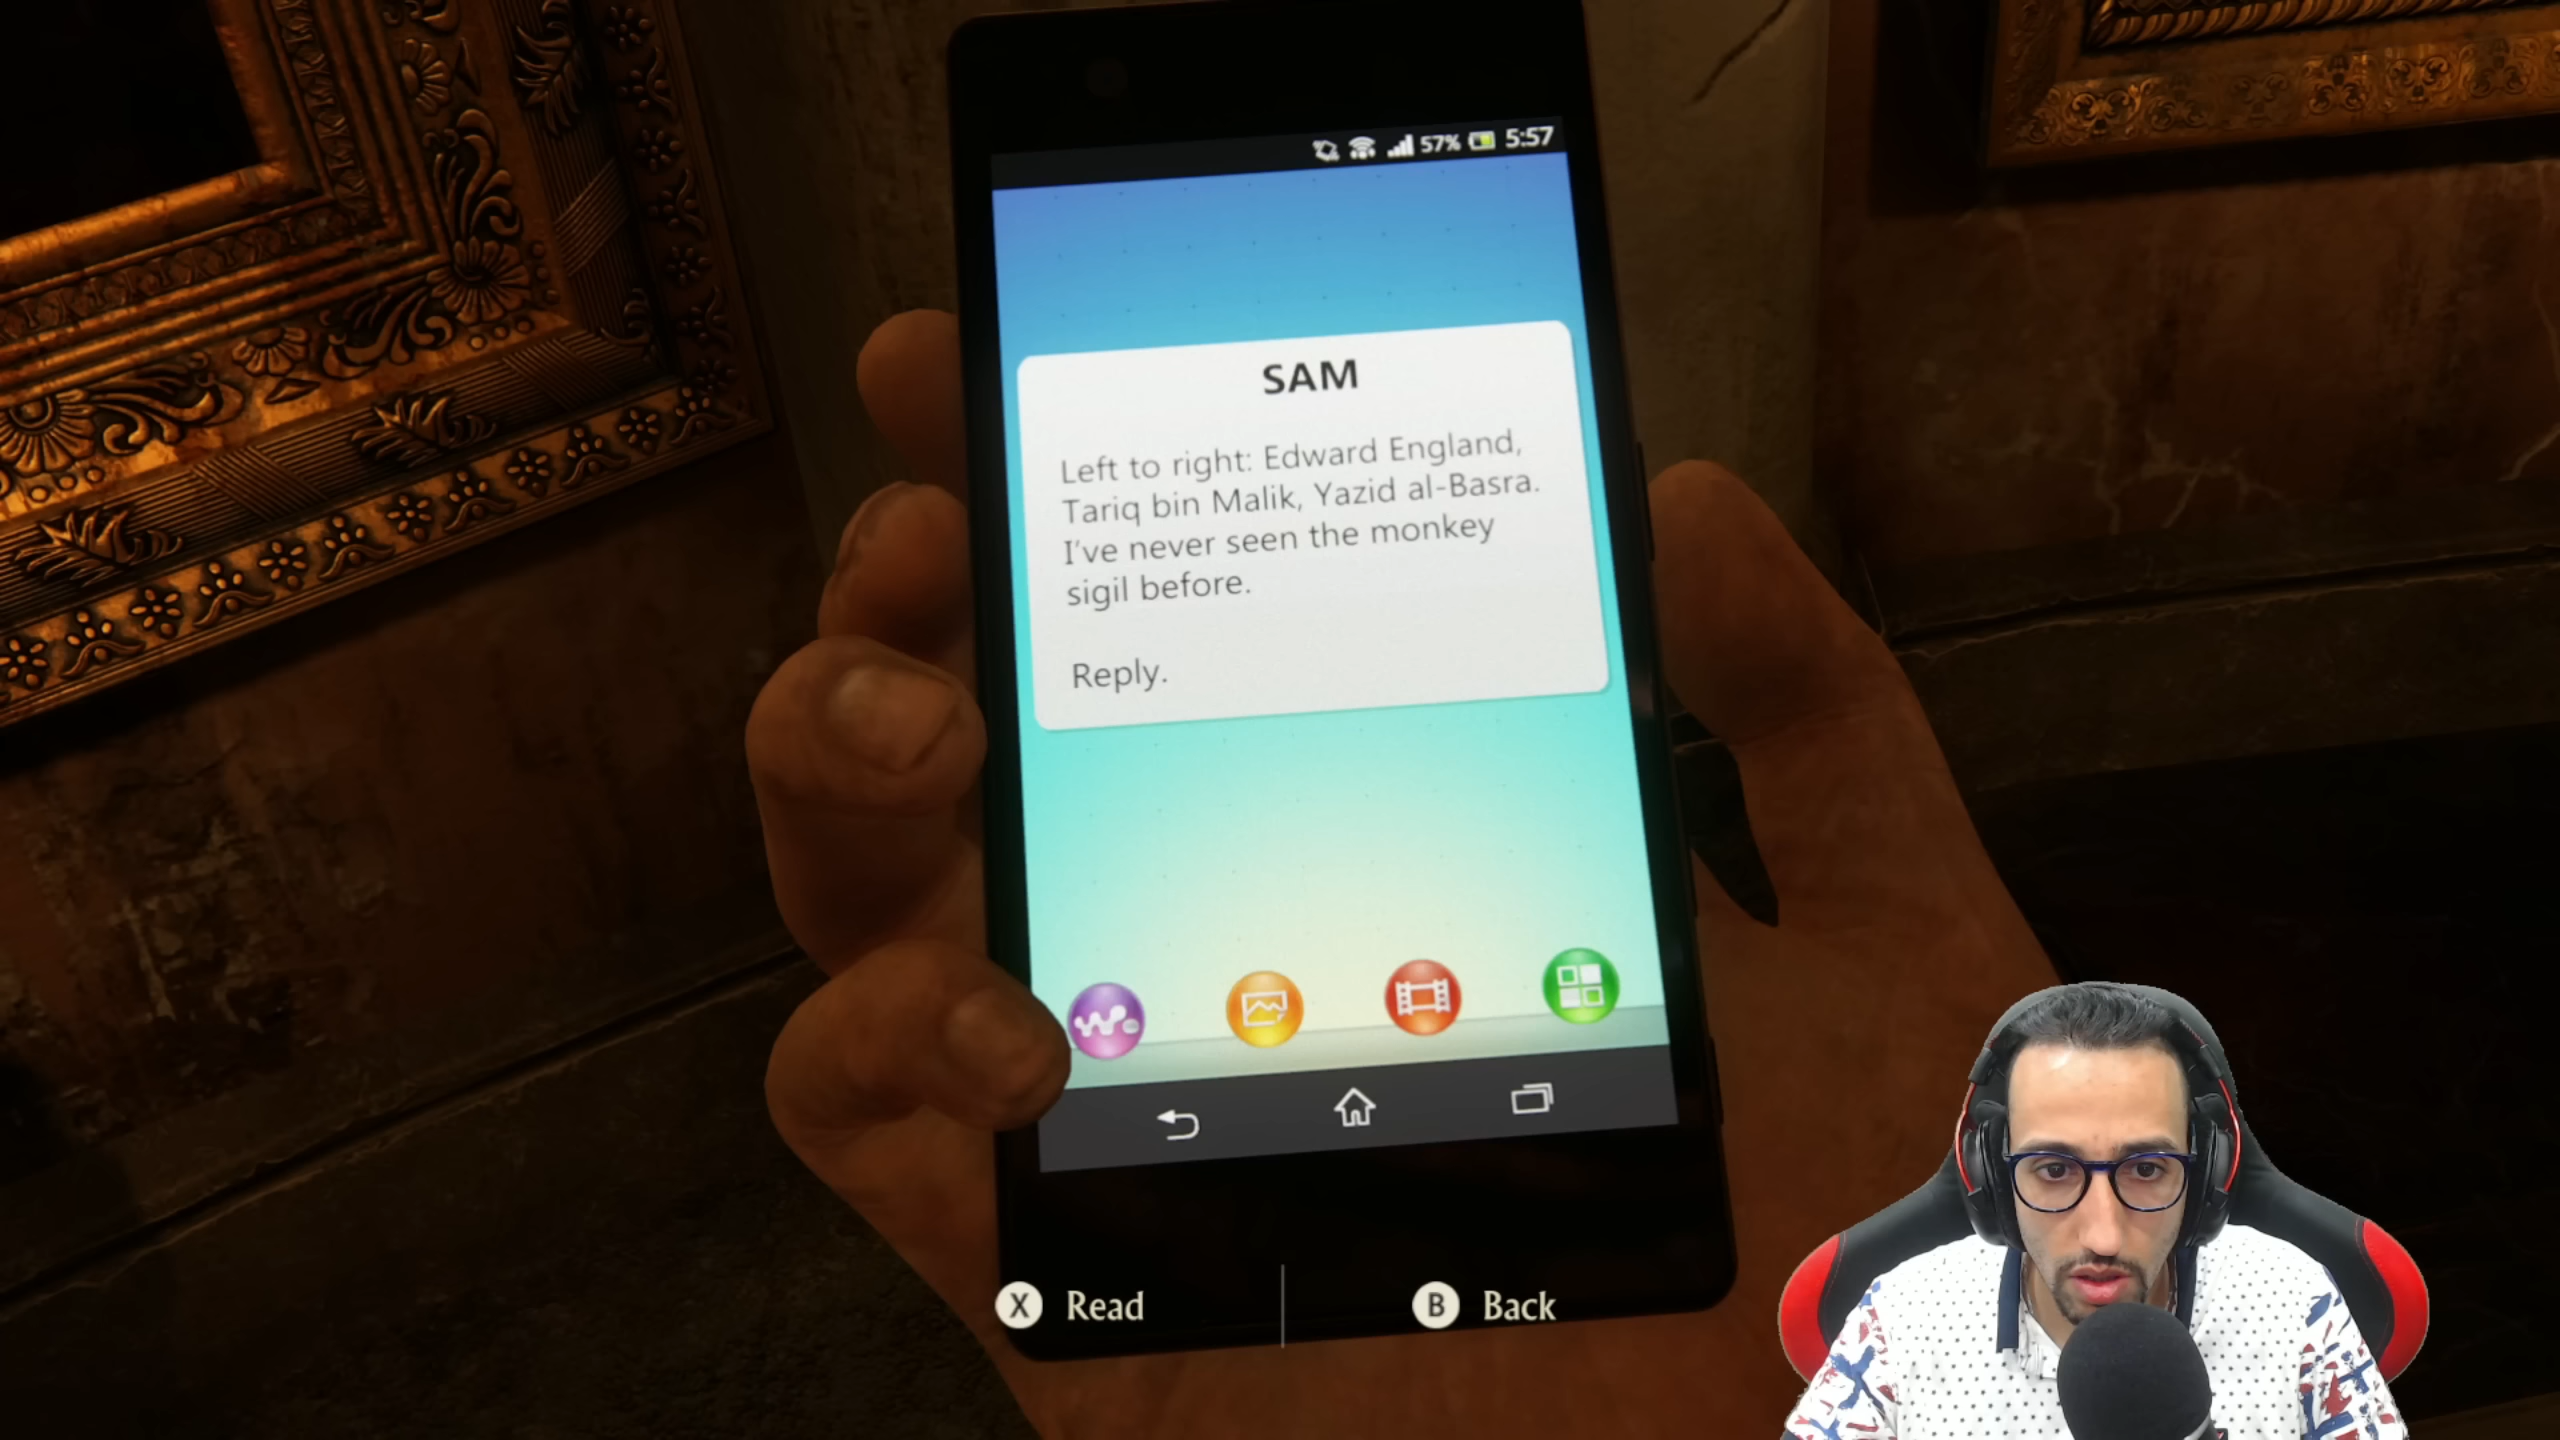 57% 5:57
SAM
Left to right: Edward England,
Tariq bin Malik, Yazid al-Basra.
I've never seen the monkey
sigil before.
Reply.
X Read
B Back